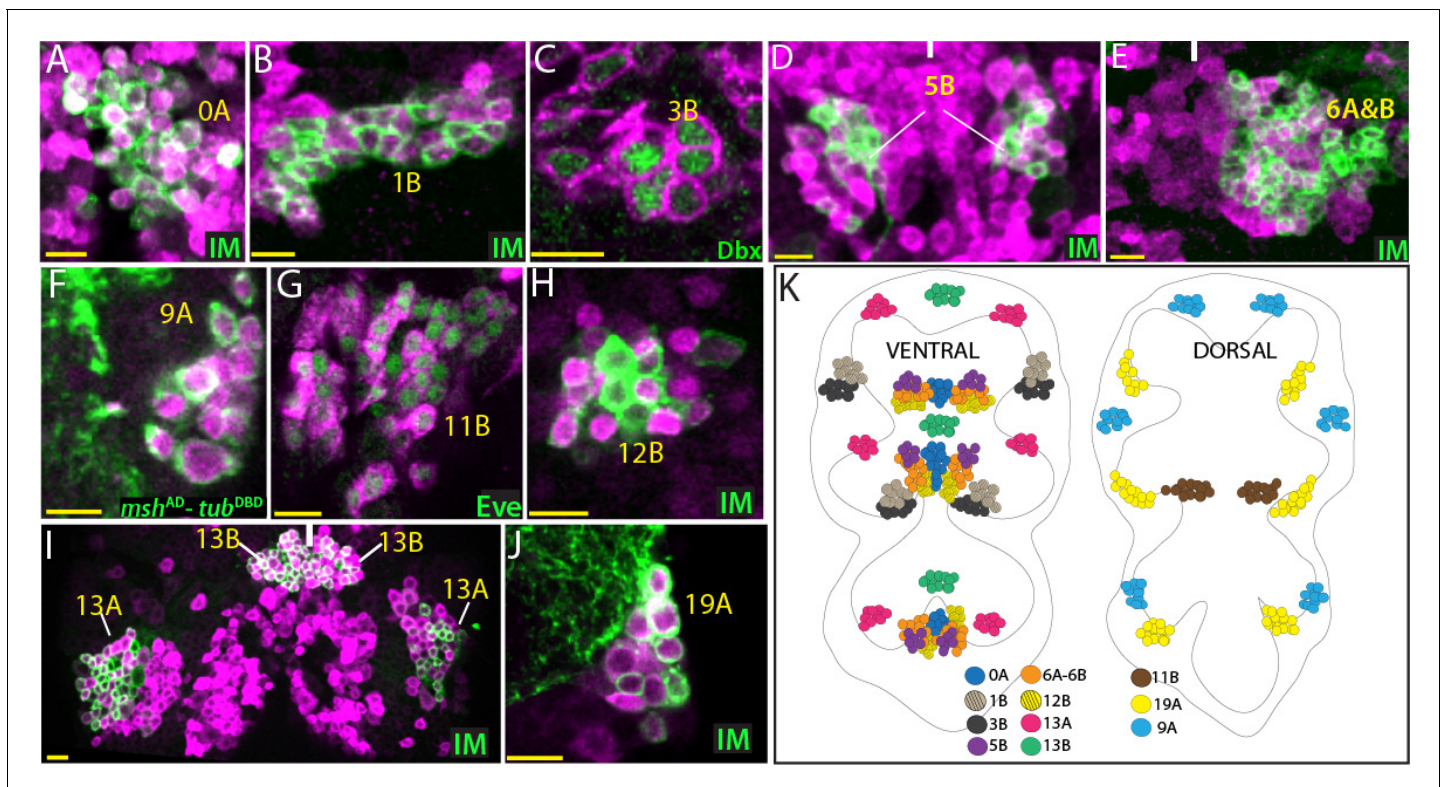 A
0A
IM
B
1B
IM
C
3B
Dbx
D
5B
IM
E
6A&B
IM
F
9A
msh^AD- tub^DBD
G
11B
Eve
H
12B
IM
I
13B
13B
13A
13A
IM
J
19A
IM
K
VENTRAL
DORSAL
0A
6A-6B
11B
1B
12B
19A
3B
13A
9A
5B
13B